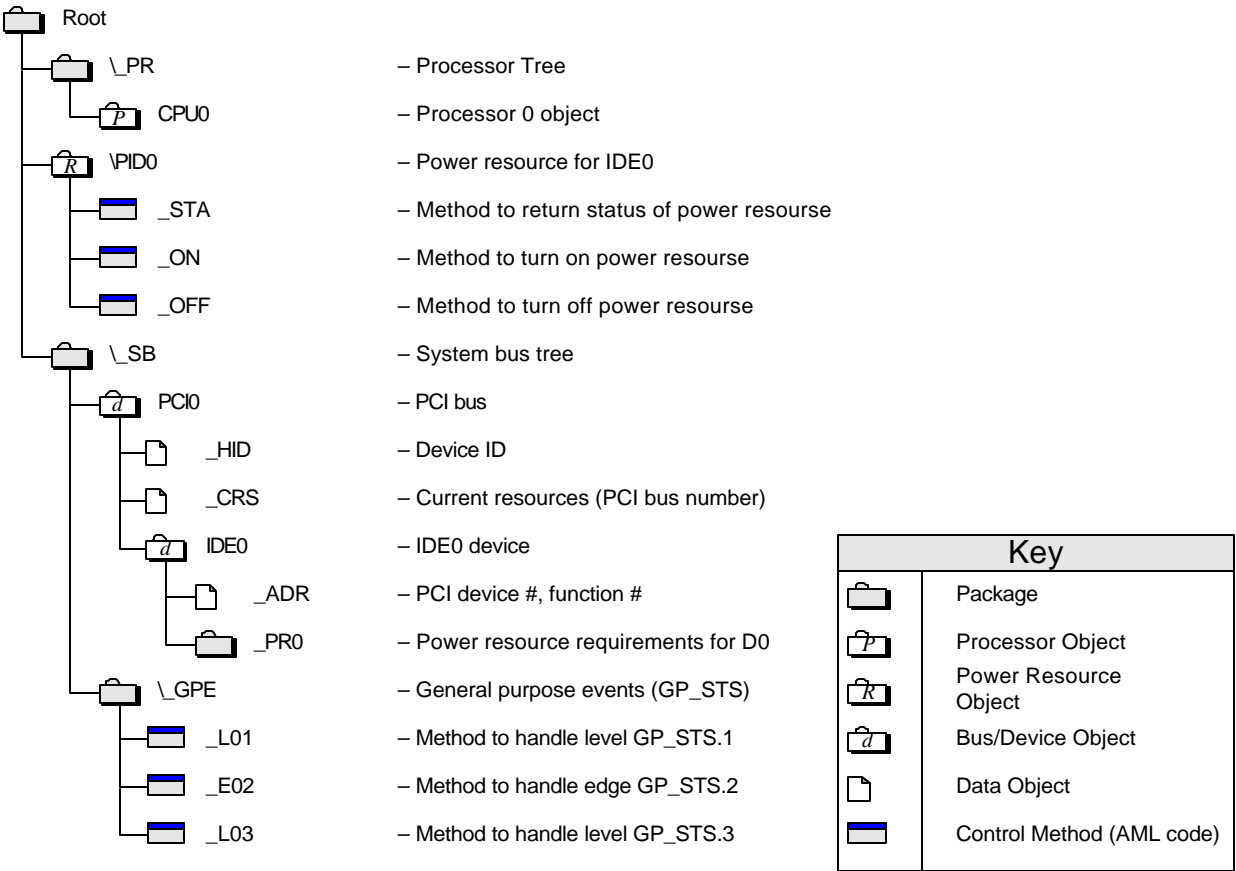 Root
\_PR – Processor Tree
P CPU0 – Processor 0 object
R \PID0 – Power resource for IDE0
_STA – Method to return status of power resourse
_ON – Method to turn on power resourse
_OFF – Method to turn off power resourse
\_SB – System bus tree
d PCI0 – PCI bus
_HID – Device ID
_CRS – Current resources (PCI bus number)
d IDE0 – IDE0 device
_ADR – PCI device #, function #
_PR0 – Power resource requirements for D0
\_GPE – General purpose events (GP_STS)
_L01 – Method to handle level GP_STS.1
_E02 – Method to handle edge GP_STS.2
_L03 – Method to handle level GP_STS.3
Key
Package
P Processor Object
R Power Resource
Object
d Bus/Device Object
Data Object
Control Method (AML code)